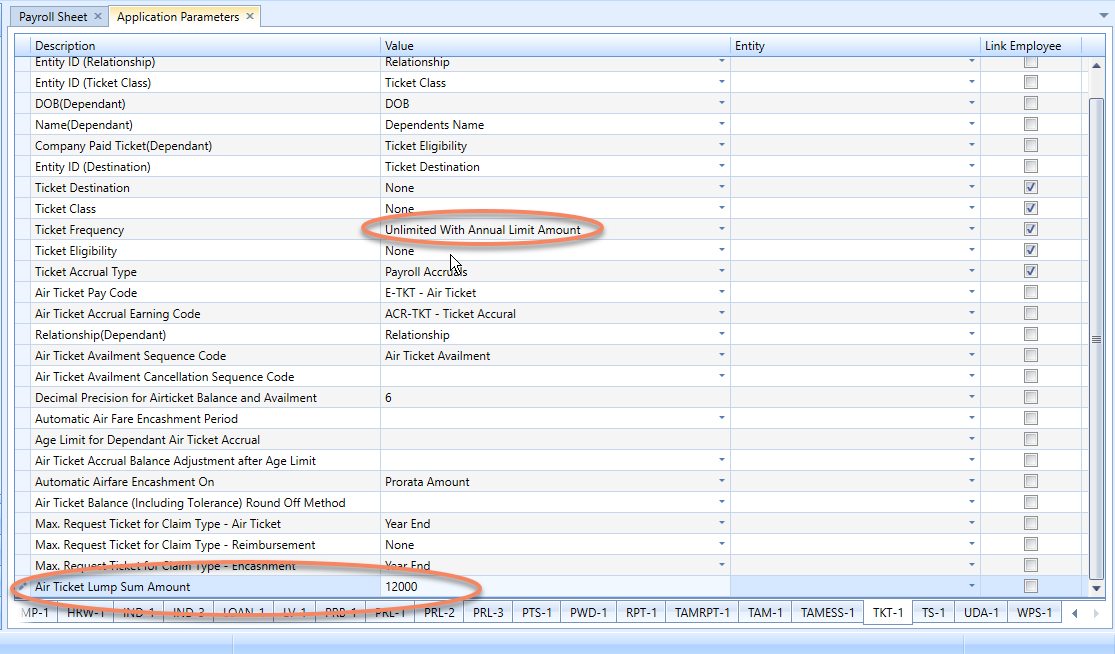 Payroll Sheet × Application Parameters ×
Description Value Entity Link Employee
Entity ID (Relationship) Relationship
Entity ID (Ticket Class) Ticket Class
DOB(Dependant) DOB
Name(Dependant) Dependents Name
Company Paid Ticket(Dependant) Ticket Eligibility
Entity ID (Destination) Ticket Destination
Ticket Destination None
Ticket Class None
Ticket Frequency Unlimited With Annual Limit Amount
Ticket Eligibility None
Ticket Accrual Type Payroll Accruals
Air Ticket Pay Code E-TKT - Air Ticket
Air Ticket Accrual Earning Code ACR-TKT - Ticket Accural
Relationship(Dependant) Relationship
Air Ticket Availment Sequence Code Air Ticket Availment
Air Ticket Availment Cancellation Sequence Code
Decimal Precision for Airticket Balance and Availment 6
Automatic Air Fare Encashment Period
Age Limit for Dependant Air Ticket Accrual
Air Ticket Accrual Balance Adjustment after Age Limit
Automatic Airfare Encashment On Prorata Amount
Air Ticket Balance (Including Tolerance) Round Off Method
Max. Request Ticket for Claim Type - Air Ticket Year End
Max. Request Ticket for Claim Type - Reimbursement None
Max. Request Ticket for Claim Type - Encashment Year End
Air Ticket Lump Sum Amount 12000
MP-1 HRW-1 IND-1 IND-3 LOAN-1 LV-1 PRB-1 PRL-1 PRL-2 PRL-3 PTS-1 PWD-1 RPT-1 TAMRPT-1 TAM-1 TAMESS-1 TKT-1 TS-1 UDA-1 WPS-1